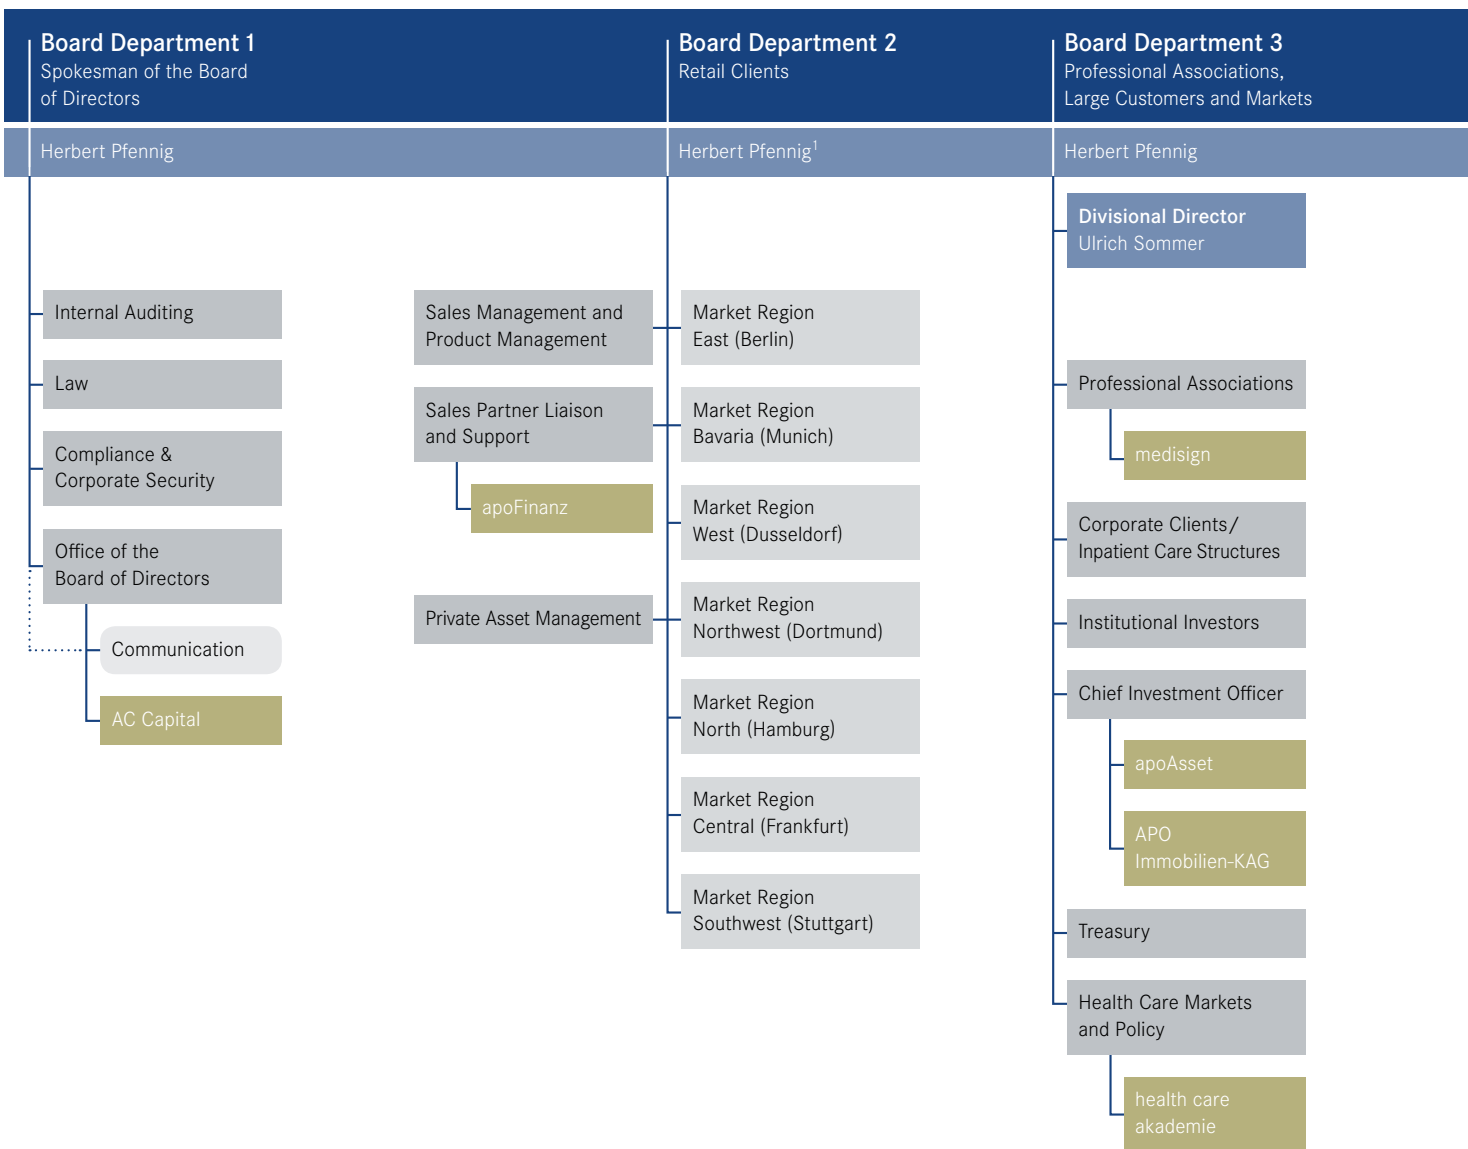 Board Department 1
Spokesman of the Board
of Directors
Herbert Pfennig
Internal Auditing
Law
Compliance &
Corporate Security
Office of the
Board of Directors
Communication
AC Capital
Board Department 2
Retail Clients
Herbert Pfennig¹
Sales Management and
Product Management
Sales Partner Liaison
and Support
apoFinanz
Private Asset Management
Market Region
East (Berlin)
Market Region
Bavaria (Munich)
Market Region
West (Dusseldorf)
Market Region
Northwest (Dortmund)
Market Region
North (Hamburg)
Market Region
Central (Frankfurt)
Market Region
Southwest (Stuttgart)
Board Department 3
Professional Associations,
Large Customers and Markets
Herbert Pfennig
Divisional Director
Ulrich Sommer
Professional Associations
medisign
Corporate Clients/
Inpatient Care Structures
Institutional Investors
Chief Investment Officer
apoAsset
APO
Immobilien-KAG
Treasury
Health Care Markets
and Policy
health care
akademie